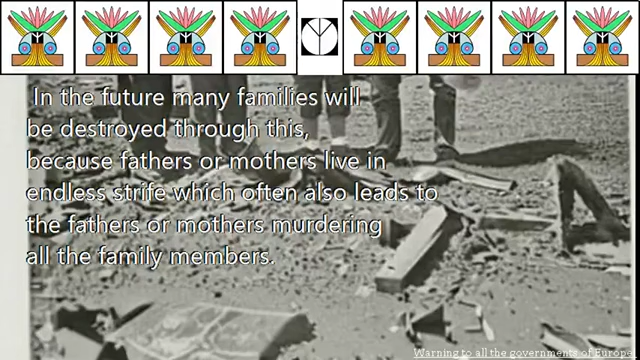 In the future many families will
be destroyed through this,
because fathers or mothers live in
endless strife which often also leads to
the fathers or mothers murdering
all the family members.
Warning to all the governments of Europe